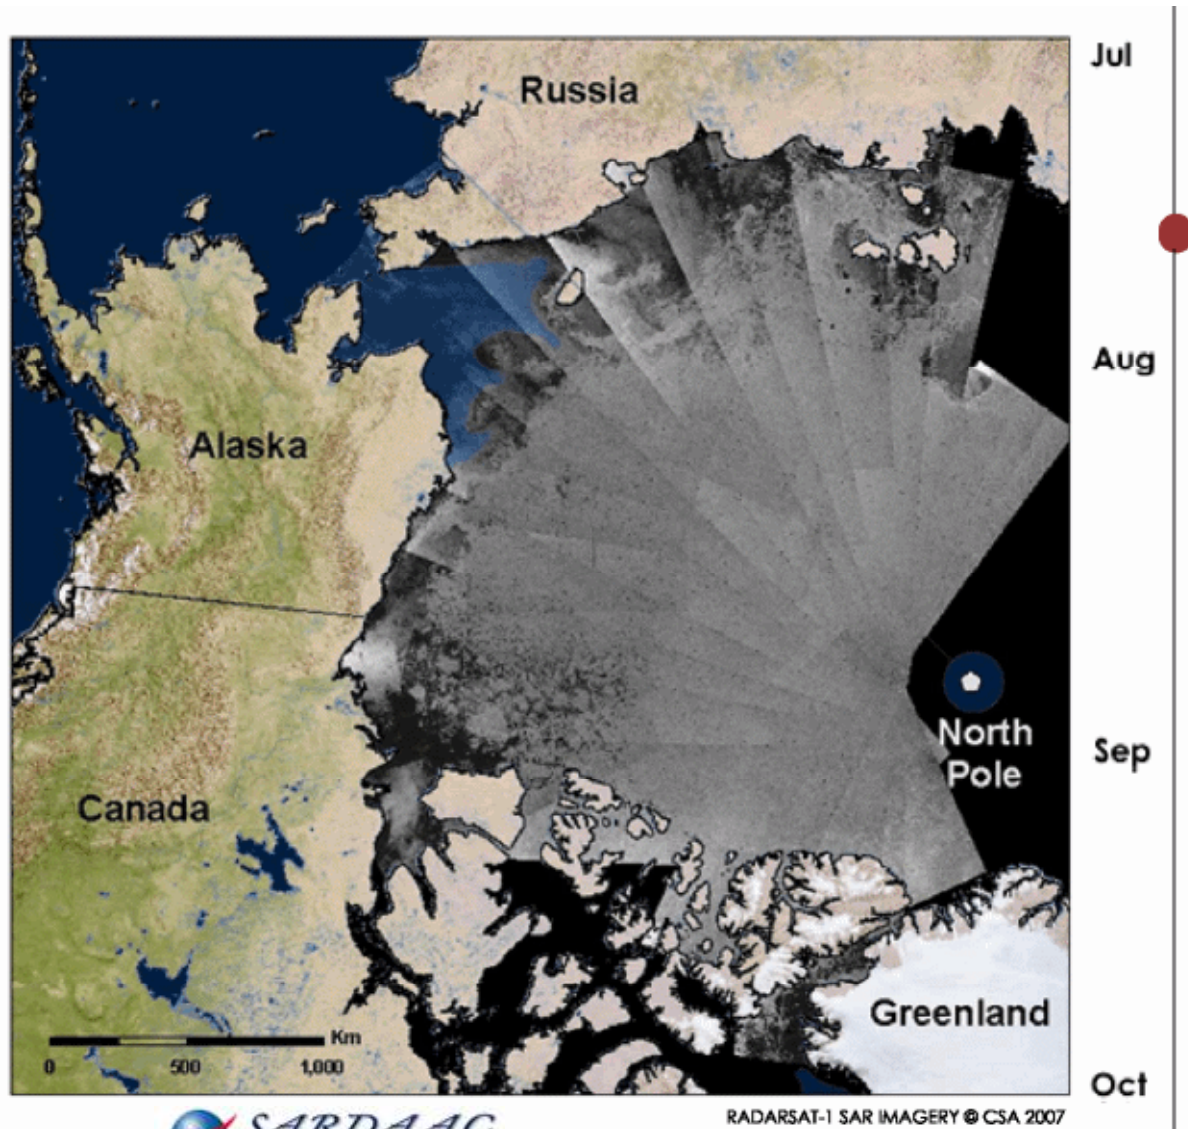 Jul
Russia
Aug
Alaska
North
Pole
Sep
Canada
Greenland
Km
0 500 1,000
Oct
RADARSAT-1 SAR IMAGERY © CSA 2007